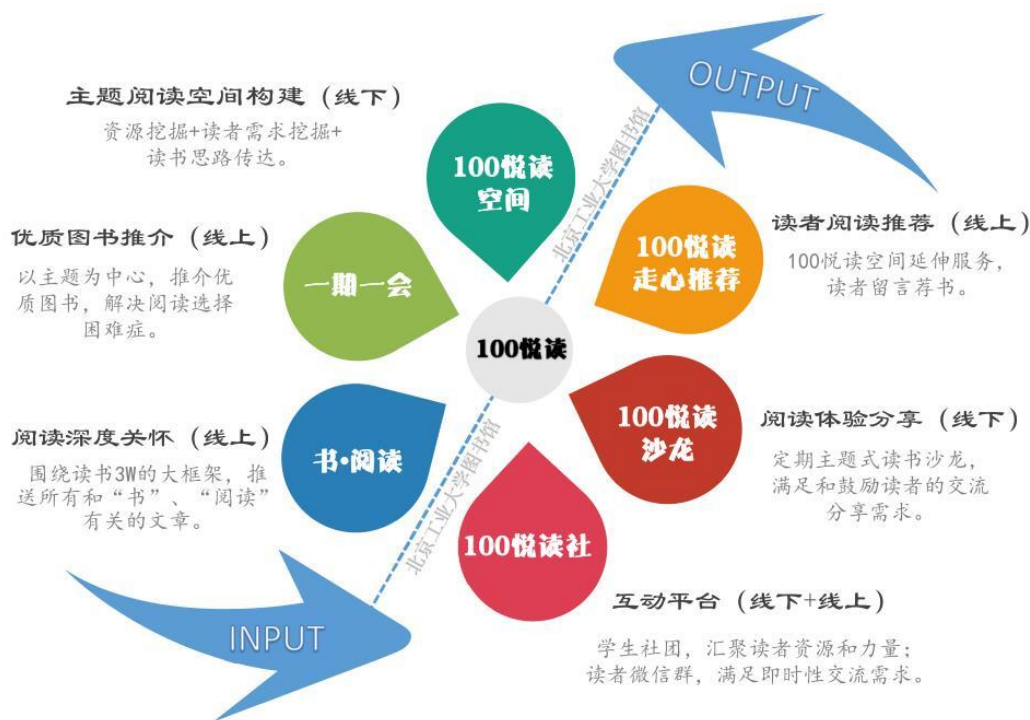 OUTPUT
主题阅读空间构建（线下）
资源挖掘+读者需求挖掘+
读书思路传达。
100悦读
空间
北京工业大学图书馆
优质图书推介（线上）
以主题为中心，推介优
质图书，解决阅读选择
困难症。
一期一会
100悦读
走心推荐
读者阅读推荐（线上）
100悦读空间延伸服务，
读者留言荐书。
100悦读
阅读深度关怀（线上）
围绕读书3W的大框架，推
送所有和“书”、“阅读”
有关的文章。
书·阅读
100悦读
沙龙
阅读体验分享（线下）
定期主题式读书沙龙，
满足和鼓励读者的交流
分享需求。
北京工业大学图书馆
100悦读社
互动平台（线下+线上）
学生社团，汇聚读者资源和力量；
读者微信群，满足即时性交流需求。
INPUT